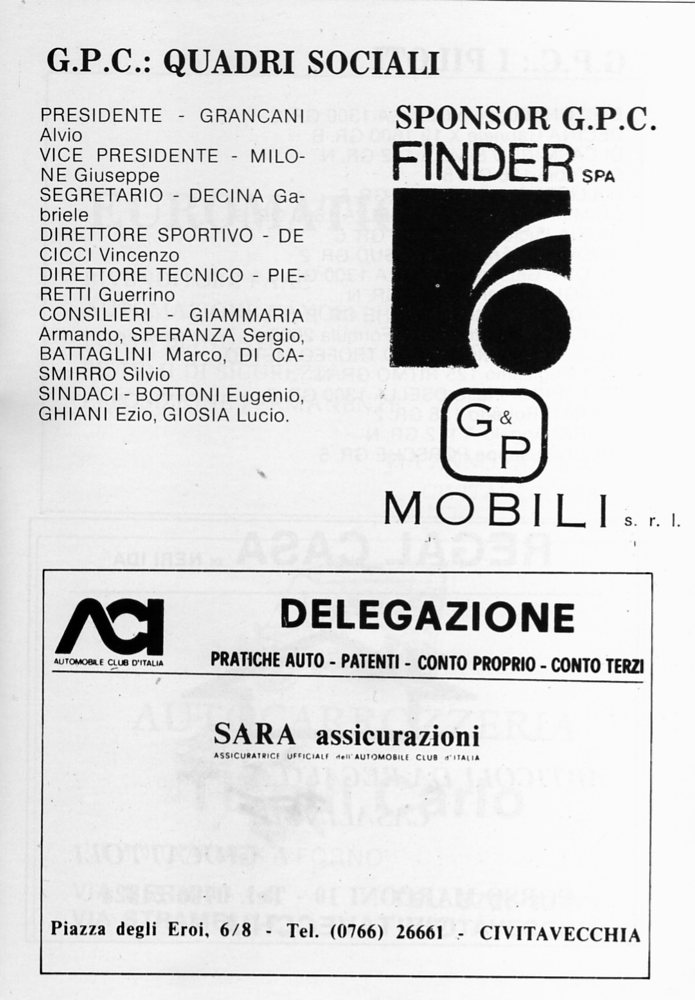 G.P.C.: QUADRI SOCIALI
PRESIDENTE - GRANCANI
Alvio
VICE PRESIDENTE - MILO-
NE Giuseppe
SEGRETARIO - DECINA Ga-
briele
DIRETTORE SPORTIVO - DE
CICCI Vincenzo
DIRETTORE TECNICO - PIE-
RETTI Guerrino
CONSILIERI - GIAMMARIA
Armando, SPERANZA Sergio,
BATTAGLINI Marco, DI CA-
SMIRRO Silvio
SINDACI - BOTTONI Eugenio,
GHIANI Ezio, GIOSIA Lucio.
SPONSOR G.P.C.
FINDER SPA
G & P
MOBILI s. r. l.
ACI
AUTOMOBILE CLUB D'ITALIA
DELEGAZIONE
PRATICHE AUTO - PATENTI - CONTO PROPRIO - CONTO TERZI
SARA assicurazioni
ASSICURATRICE UFFICIALE dell'AUTOMOBILE CLUB d'ITALIA
Piazza degli Eroi, 6/8 - Tel. (0766) 26661 - CIVITAVECCHIA